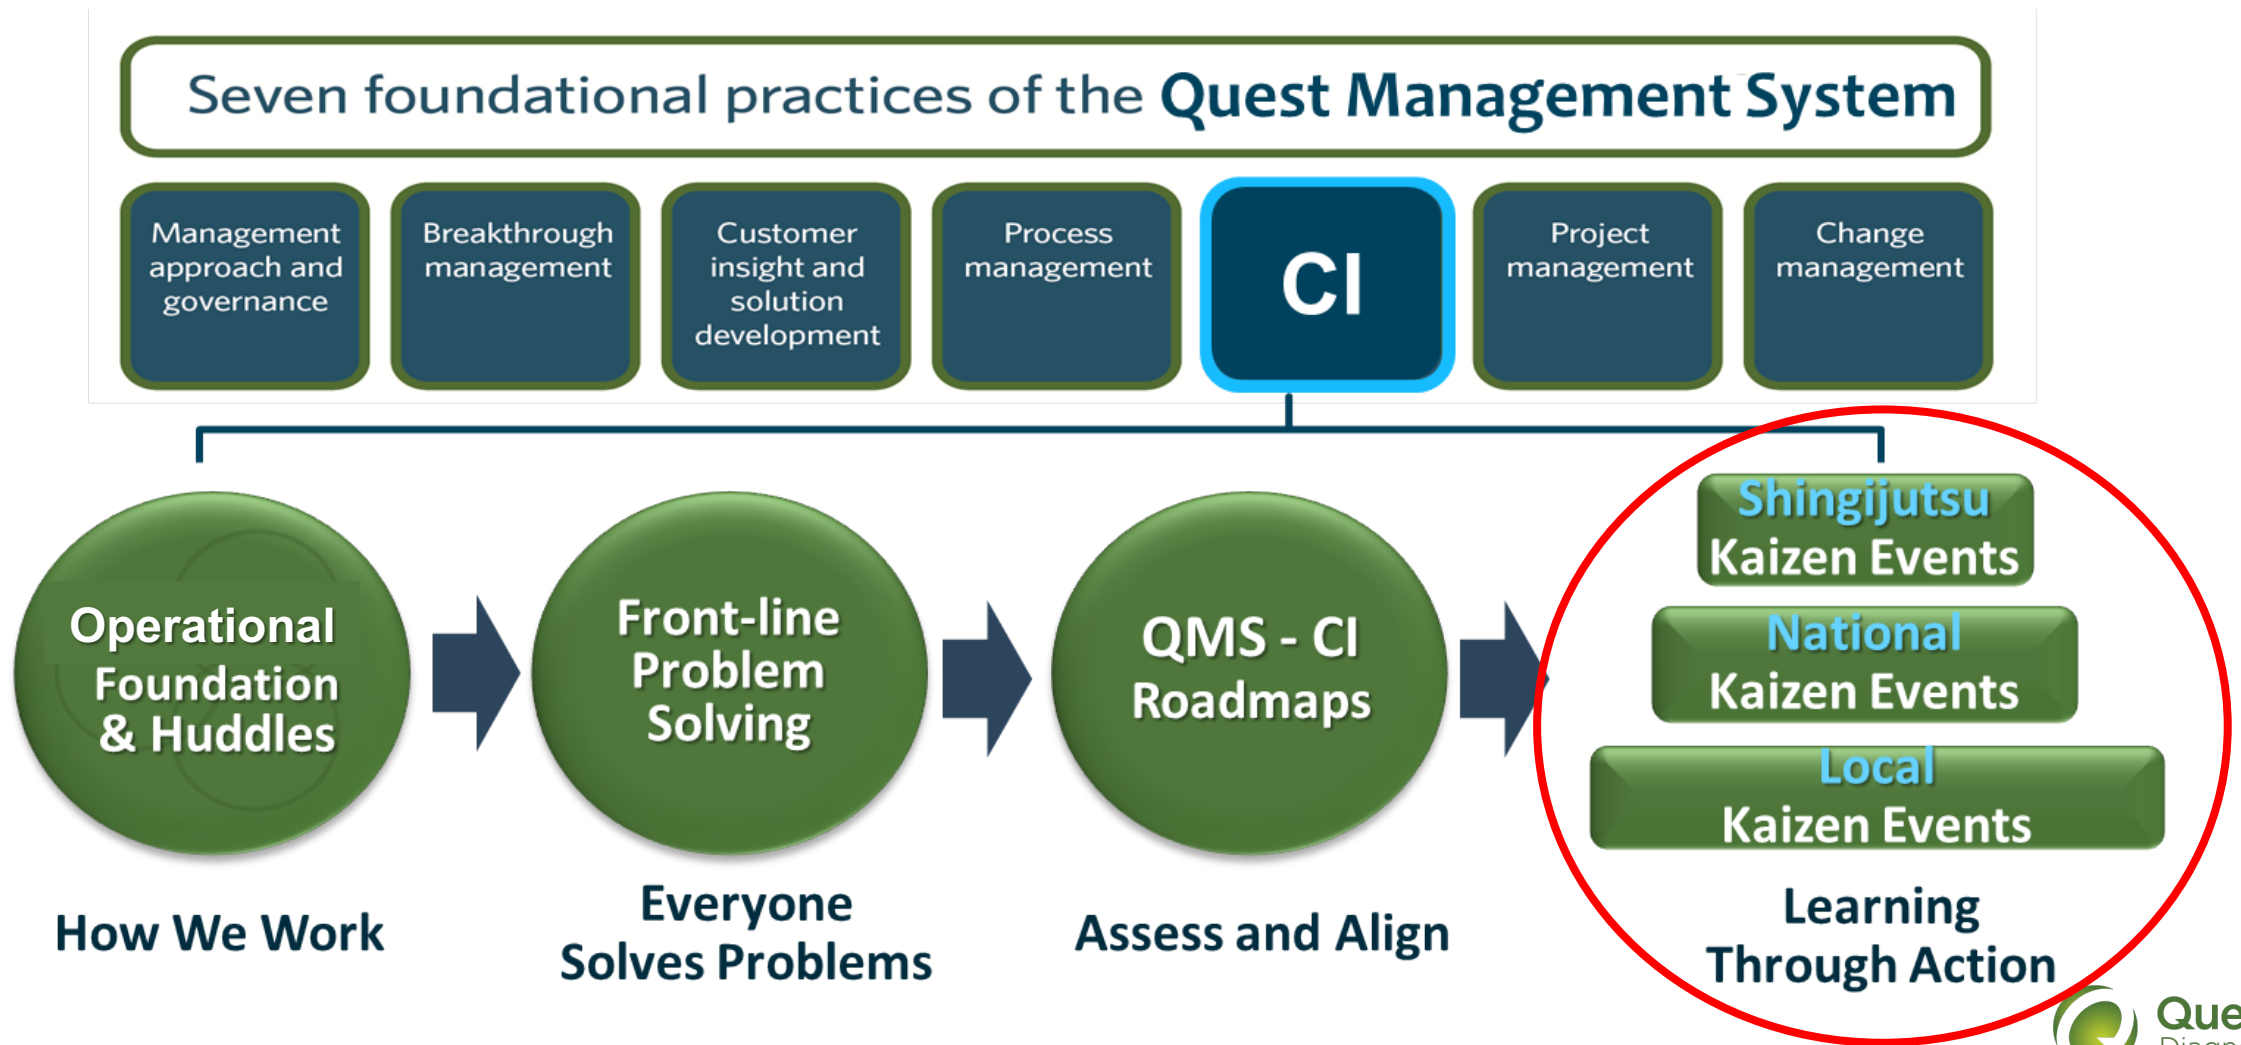 Seven foundational practices of the Quest Management System
Management
approach and
governance
Breakthrough
management
Customer
insight and
solution
development
Process
management
CI
Project
management
Change
management
Operational
Foundation
& Huddles
Front-line
Problem
Solving
QMS - CI
Roadmaps
Shingijutsu
Kaizen Events
National
Kaizen Events
Local
Kaizen Events
How We Work
Everyone
Solves Problems
Assess and Align
Learning
Through Action